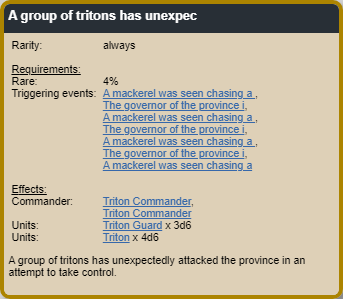 A group of tritons has unexpec
Rarity: always
Requirements:
Rare: 4%
Triggering events: A mackerel was seen chasing a ,
The governor of the province i,
A mackerel was seen chasing a ,
The governor of the province i,
A mackerel was seen chasing a ,
The governor of the province i,
A mackerel was seen chasing a
Effects:
Commander: Triton Commander,
Triton Commander
Units: Triton Guard x 3d6
Units: Triton x 4d6
A group of tritons has unexpectedly attacked the province in an
attempt to take control.